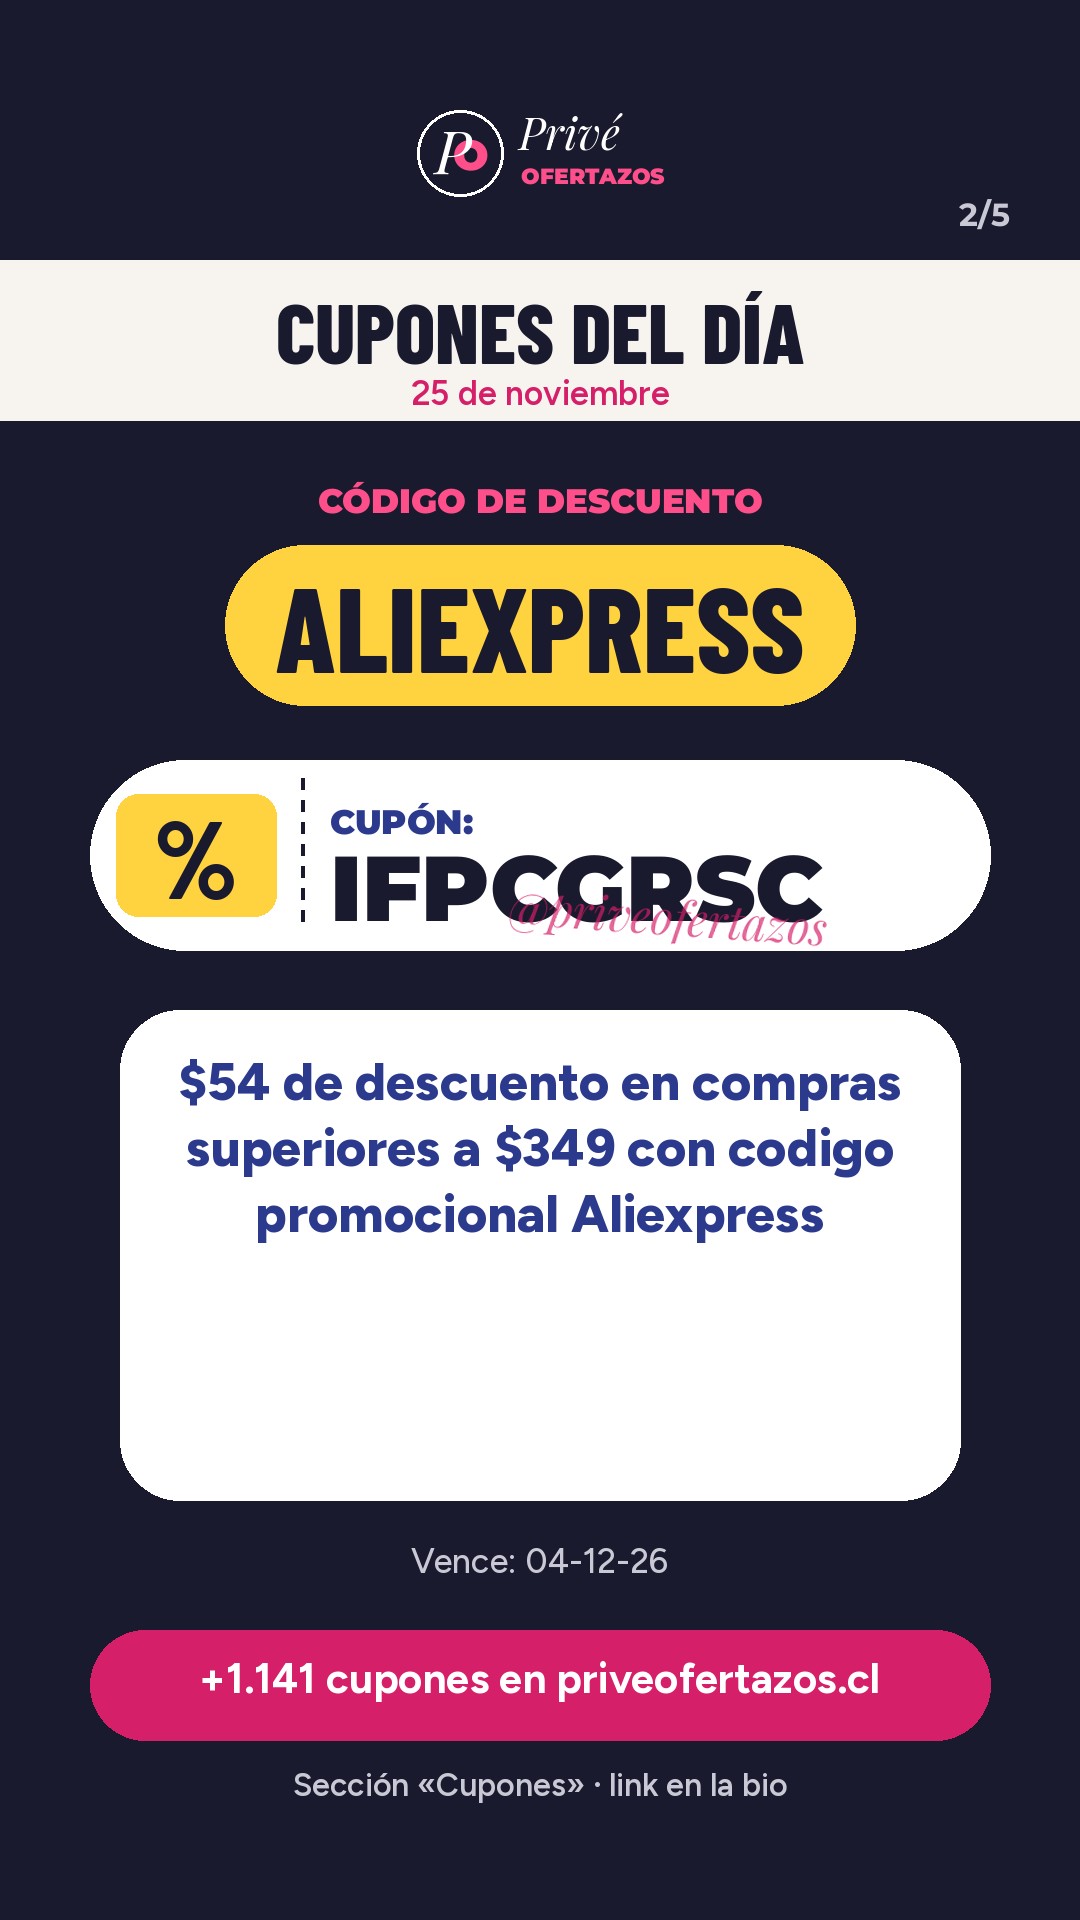 Po Privé
OFERTAZOS
2/5
CUPONES DEL DÍA
25 de noviembre
CÓDIGO DE DESCUENTO
ALIEXPRESS
%
CUPÓN:
IFPCGRSC
@priveofertazos
$54 de descuento en compras
superiores a $349 con codigo
promocional Aliexpress
Vence: 04-12-26
+1.141 cupones en priveofertazos.cl
Sección «Cupones» · link en la bio